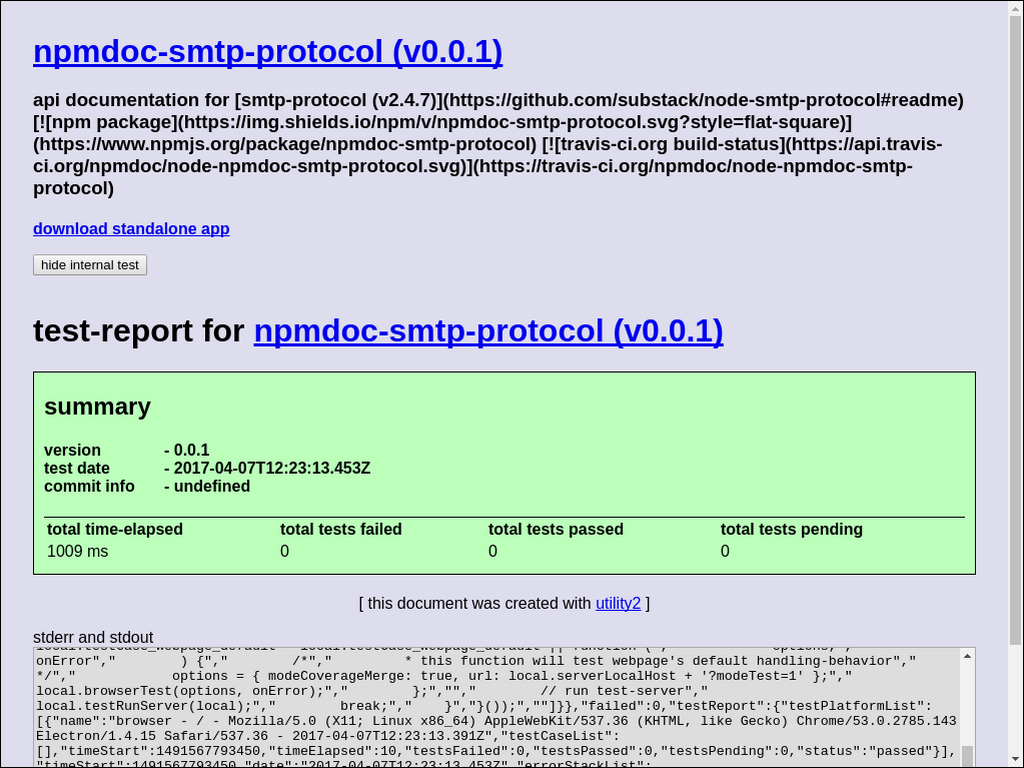 npmdoc-smtp-protocol (v0.0.1)
api documentation for [smtp-protocol (v2.4.7)](https://github.com/substack/node-smtp-protocol#readme)
[![npm package](https://img.shields.io/npm/v/npmdoc-smtp-protocol.svg?style=flat-square)]
(https://www.npmjs.org/package/npmdoc-smtp-protocol) [![travis-ci.org build-status](https://api.travis-
ci.org/npmdoc/node-npmdoc-smtp-protocol.svg)](https://travis-ci.org/npmdoc/node-npmdoc-smtp-
protocol)
download standalone app
hide internal test
test-report for npmdoc-smtp-protocol (v0.0.1)
summary
version - 0.0.1
test date - 2017-04-07T12:23:13.453Z
commit info - undefined
total time-elapsed total tests failed total tests passed total tests pending
1009 ms 0 0 0
[ this document was created with utility2 ]
stderr and stdout
onError","        ) {","        /*","         * this function will test webpage's default handling-behavior","
*/","            options = { modeCoverageMerge: true, url: local.serverLocalHost + '?modeTest=1' };","
local.browserTest(options, onError);","        };","","        // run test-server","
local.testRunServer(local);","        break;","    }","}());",""]}},"failed":0,"testReport":{"testPlatformList":
[{"name":"browser - / - Mozilla/5.0 (X11; Linux x86_64) AppleWebKit/537.36 (KHTML, like Gecko) Chrome/53.0.2785.143
Electron/1.4.15 Safari/537.36 - 2017-04-07T12:23:13.391Z","testCaseList":
[],"timeStart":1491567793450,"timeElapsed":10,"testsFailed":0,"testsPassed":0,"testsPending":0,"status":"passed"}],
"timeStart":1491567793450,"date":"2017-04-07T12:23:13.453Z","errorStackList":